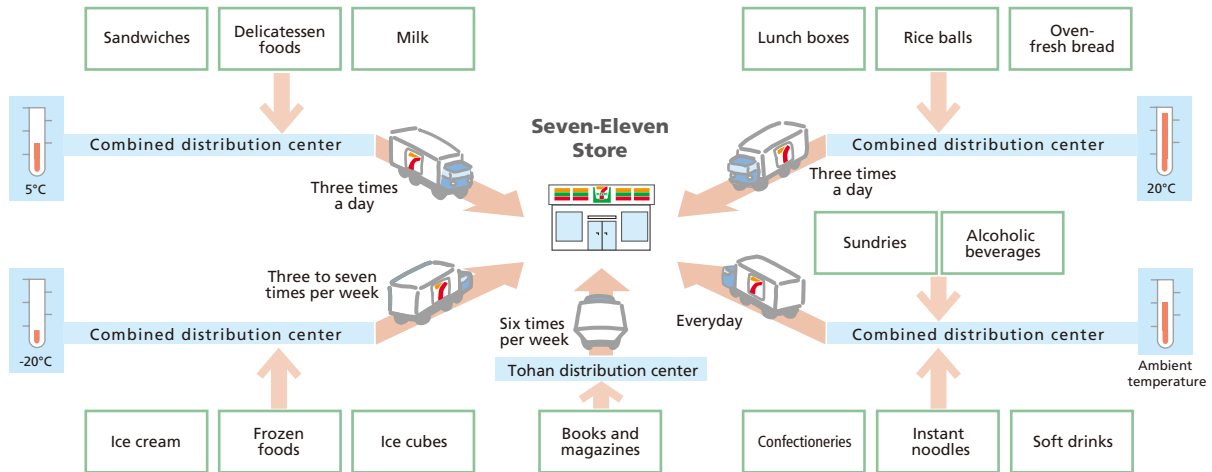 Sandwiches
Delicatessen
foods
Milk
Lunch boxes
Rice balls
Oven-
fresh bread
Combined distribution center
5°C
Three times
a day
Seven-Eleven
Store
Three times
a day
Combined distribution center
20°C
Sundries
Alcoholic
beverages
Three to seven
times per week
Combined distribution center
-20°C
Six times
per week
Tohan distribution center
Everyday
Combined distribution center
Ambient
temperature
Ice cream
Frozen
foods
Ice cubes
Books and
magazines
Confectioneries
Instant
noodles
Soft drinks